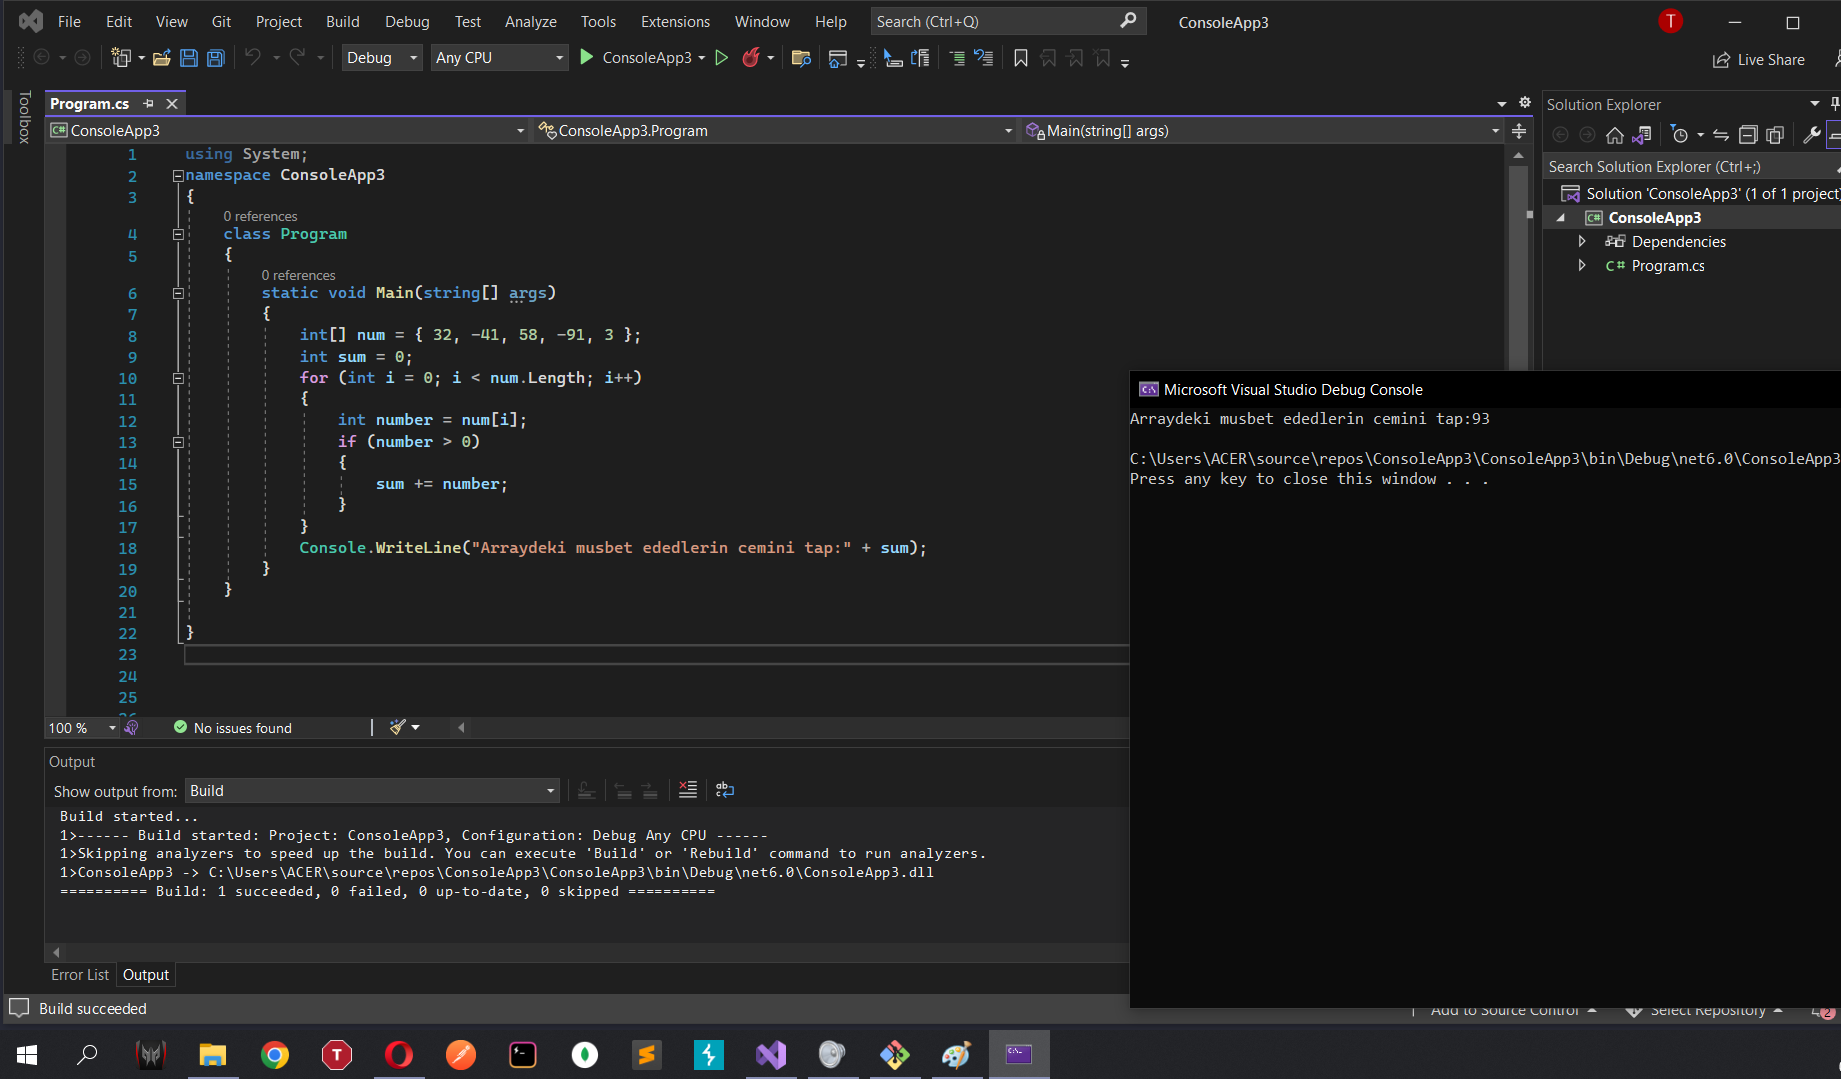 File Edit View Git Project Build Debug Test Analyze Tools Extensions Window Help Search (Ctrl+Q) ConsoleApp3 T
Debug Any CPU ConsoleApp3 Live Share
Toolbox
Program.cs
ConsoleApp3 ConsoleApp3.Program Main(string[] args)
1 using System;
2 namespace ConsoleApp3
3 {
0 references
4 class Program
5 {
0 references
6 static void Main(string[] args)
7 {
8 int[] num = { 32, -41, 58, -91, 3 };
9 int sum = 0;
10 for (int i = 0; i < num.Length; i++)
11 {
12 int number = num[i];
13 if (number > 0)
14 {
15 sum += number;
16 }
17 }
18 Console.WriteLine("Arraydeki musbet ededlerin cemini tap:" + sum);
19 }
20 }
21
22 }
23
24
25
100 % No issues found
Solution Explorer
Search Solution Explorer (Ctrl+;)
Solution 'ConsoleApp3' (1 of 1 project)
C# ConsoleApp3
Dependencies
C# Program.cs
Microsoft Visual Studio Debug Console
Arraydeki musbet ededlerin cemini tap:93
C:\Users\ACER\source\repos\ConsoleApp3\ConsoleApp3\bin\Debug\net6.0\ConsoleApp3
Press any key to close this window . . .
Output
Show output from: Build
Build started...
1>------ Build started: Project: ConsoleApp3, Configuration: Debug Any CPU ------
1>Skipping analyzers to speed up the build. You can execute 'Build' or 'Rebuild' command to run analyzers.
1>ConsoleApp3 -> C:\Users\ACER\source\repos\ConsoleApp3\ConsoleApp3\bin\Debug\net6.0\ConsoleApp3.dll
========== Build: 1 succeeded, 0 failed, 0 up-to-date, 0 skipped ==========
Error List Output
Build succeeded Add to Source Control Select Repository 2